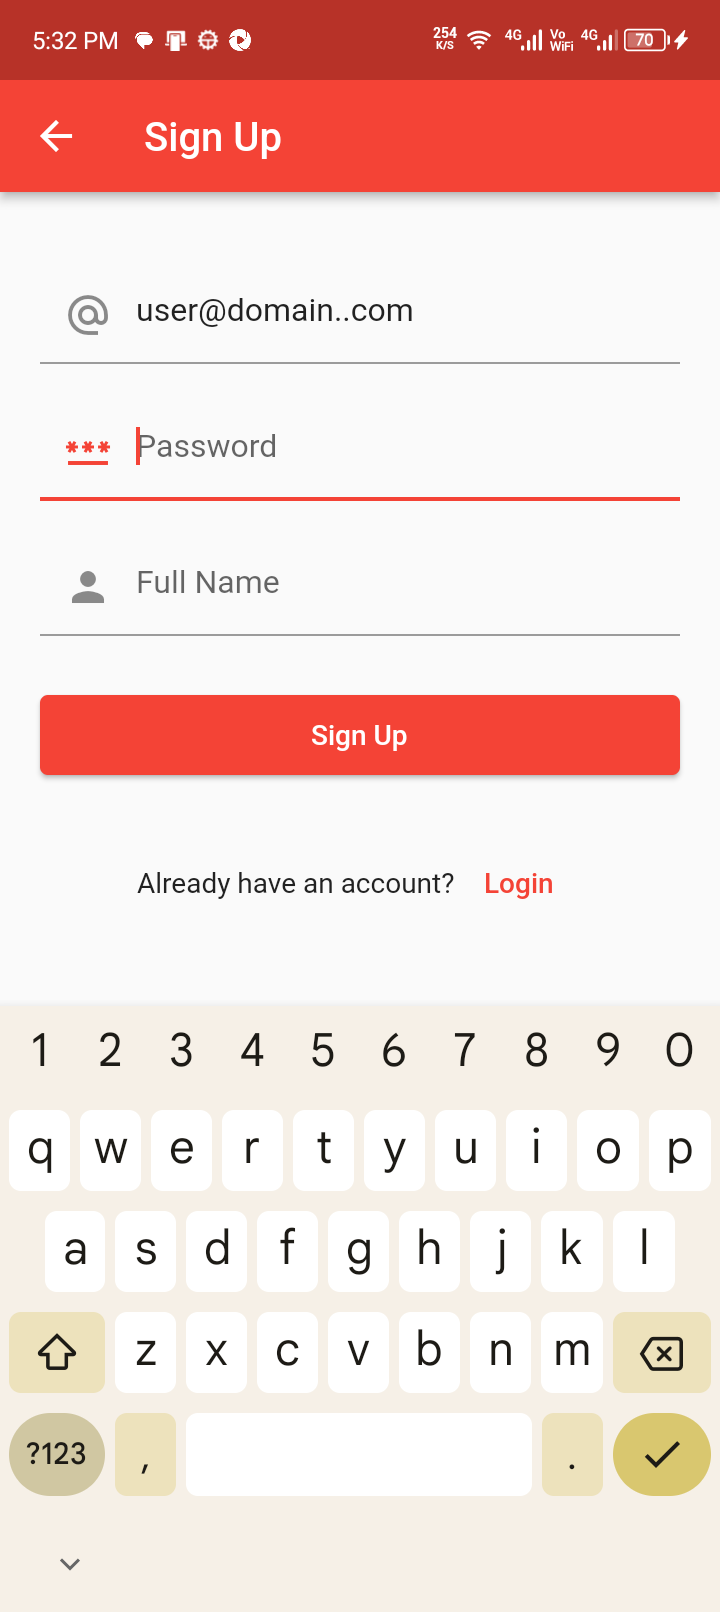 5:32 PM 254 K/S 4G Vo WiFi 4G 70
Sign Up
user@domain..com
Password
Full Name
Sign Up
Already have an account? Login
1 2 3 4 5 6 7 8 9 0
q w e r t y u i o p
a s d f g h j k l
z x c v b n m
?123 , .